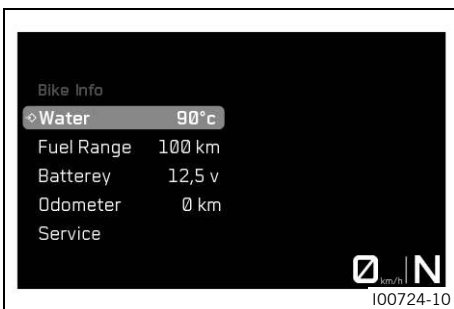 Bike Info
Water 90°c
Fuel Range 100 km
Batterey 12,5 v
Odometer 0 km
Service
0 km/h N
I00724-10